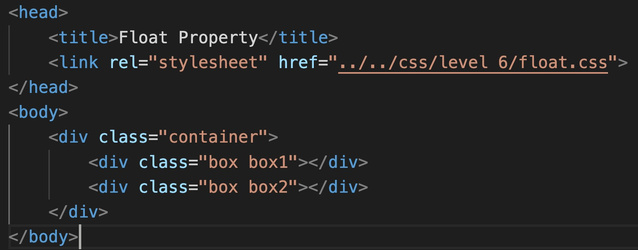 <head>
    <title>Float Property</title>
    <link rel="stylesheet" href="../../css/level 6/float.css">
</head>
<body>
    <div class="container">
        <div class="box box1"></div>
        <div class="box box2"></div>
    </div>
</body>